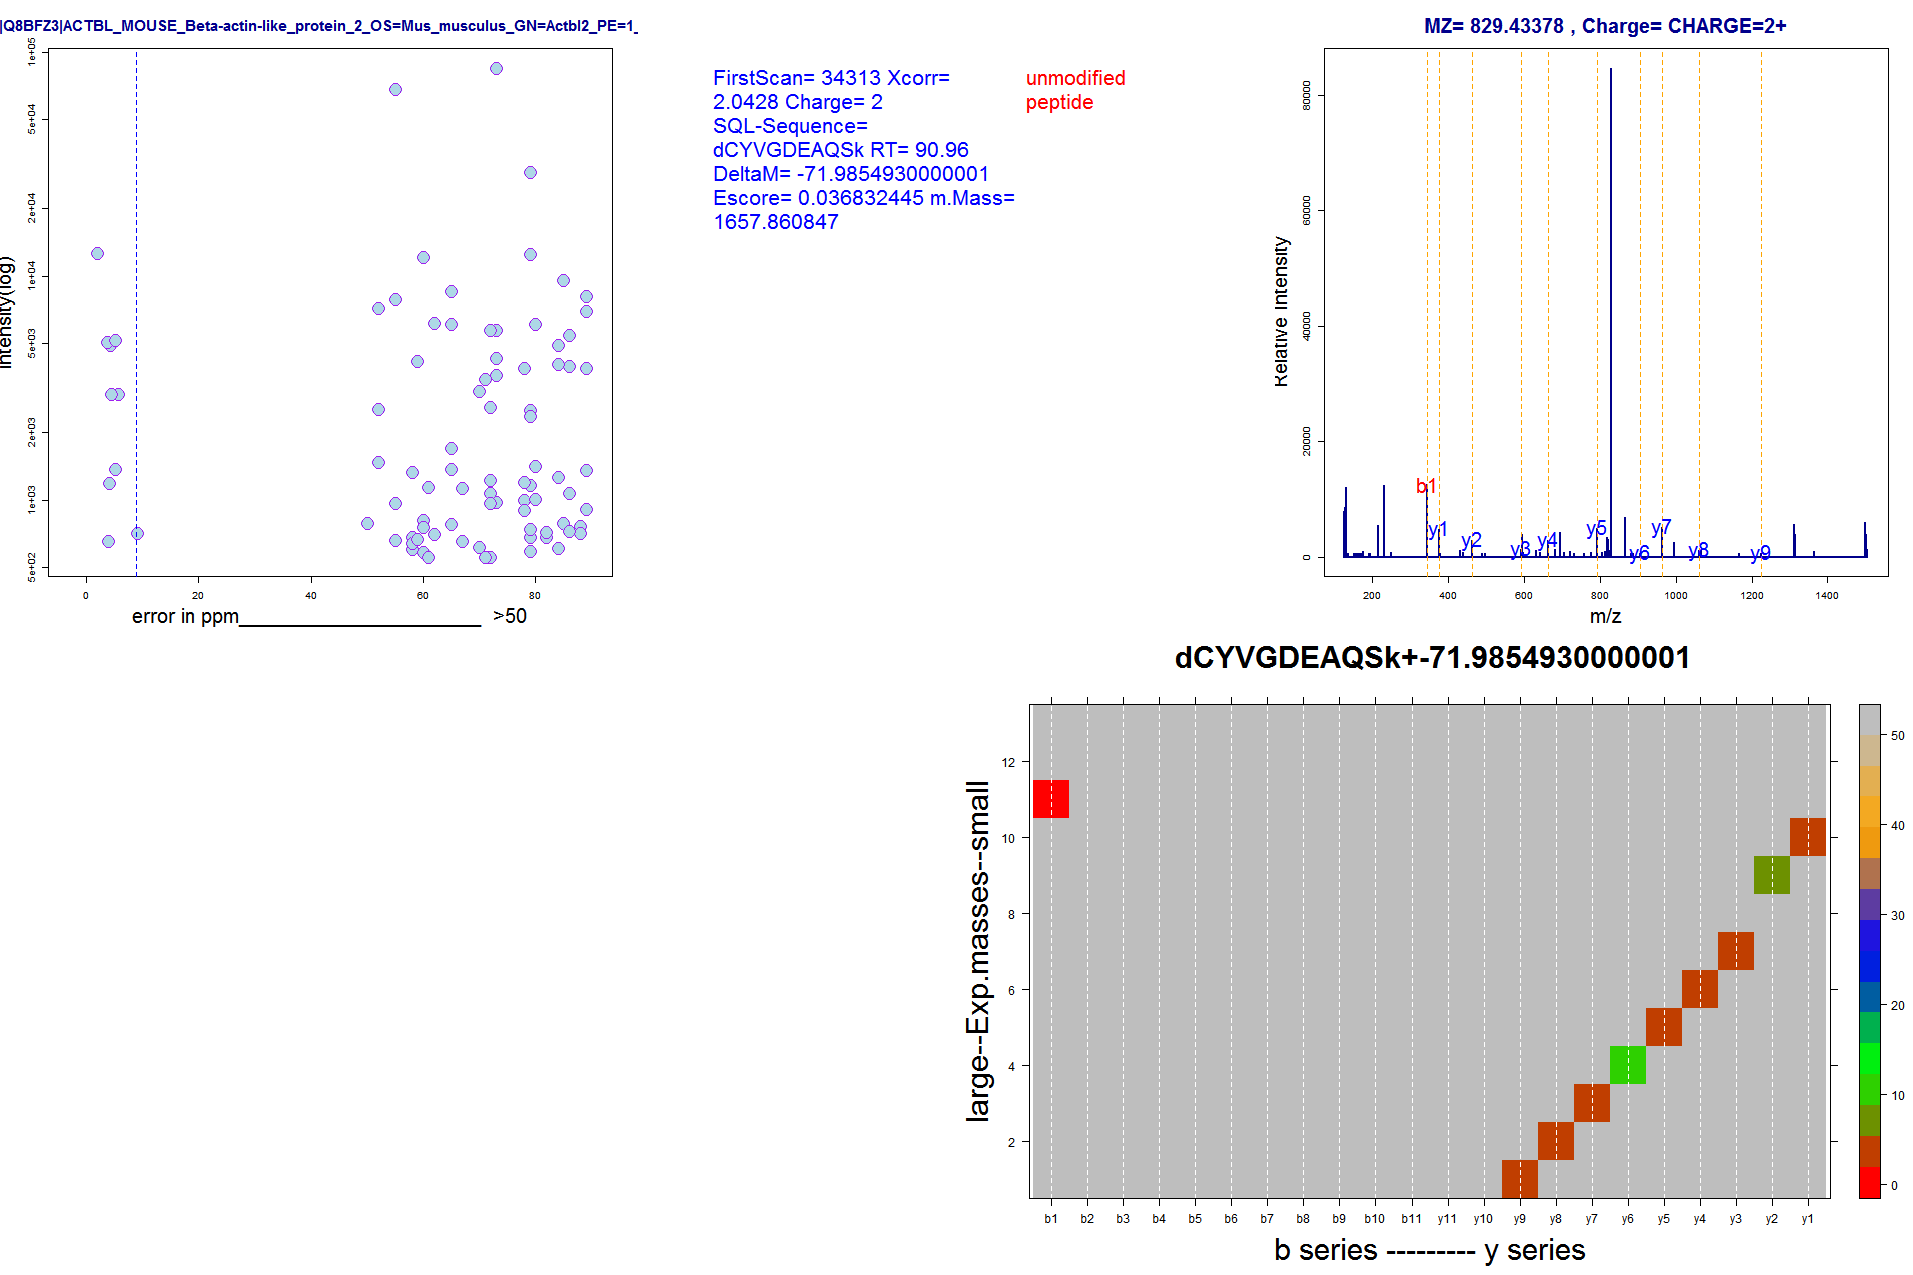 |Q8BFZ3|ACTBL_MOUSE_Beta-actin-like_protein_2_OS=Mus_musculus_GN=Actbl2_PE=1_
intensity(log)
1e+05
5e+04
2e+04
1e+04
5e+03
2e+03
1e+03
5e+02
0 20 40 60 80
error in ppm______________________ >50
FirstScan= 34313 Xcorr=
2.0428 Charge= 2
SQL-Sequence=
dCYVGDEAQSk RT= 90.96
DeltaM= -71.9854930000001
Escore= 0.036832445 m.Mass=
1657.860847
unmodified
peptide
MZ= 829.43378 , Charge= CHARGE=2+
Relative Intensity
80000
60000
40000
20000
0
b1
y1
y2
y3
y4
y5
y6
y7
y8
y9
200 400 600 800 1000 1200 1400
m/z
dCYVGDEAQSk+-71.9854930000001
large--Exp.masses--small
12
10
8
6
4
2
b1 b2 b3 b4 b5 b6 b7 b8 b9 b10 b11 y11 y10 y9 y8 y7 y6 y5 y4 y3 y2 y1
b series --------- y series
50
40
30
20
10
0